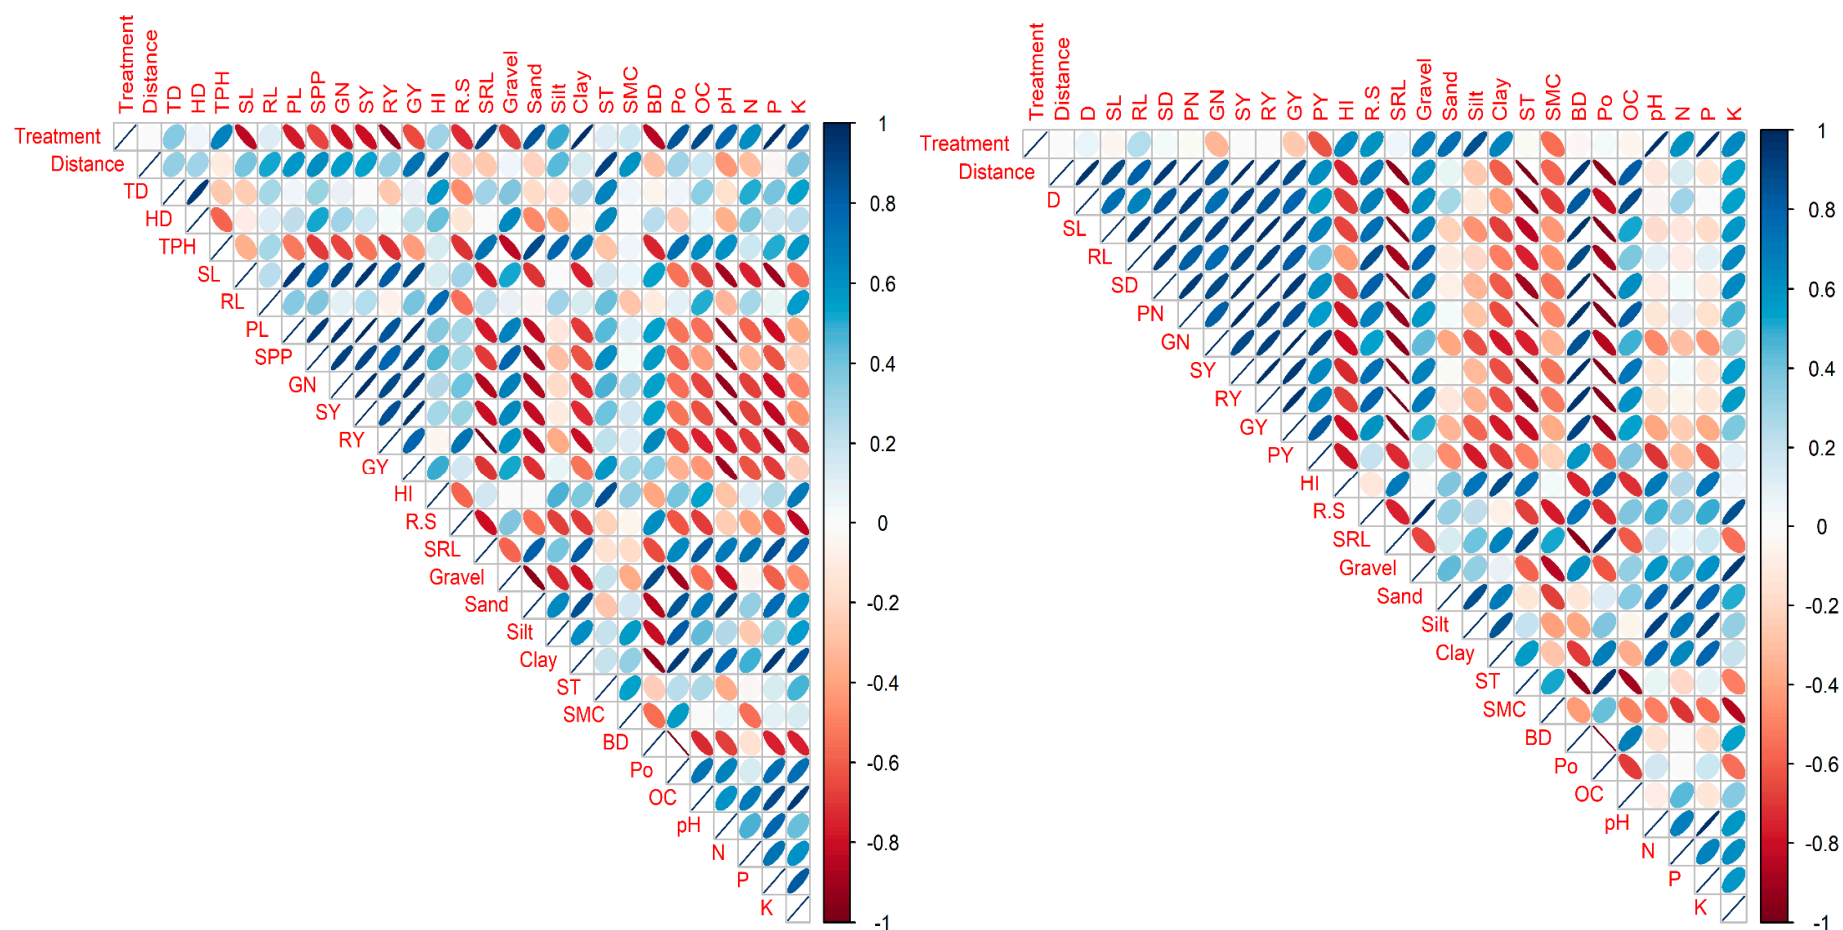 Treatment Distance TD HD TPH SL RL PL SPP GN SY RY GY HI R.S SRL Gravel Sand Silt Clay ST SMC BD Po OC pH N P K
Treatment
Distance
TD
HD
TPH
SL
RL
PL
SPP
GN
SY
RY
GY
HI
R.S
SRL
Gravel
Sand
Silt
Clay
ST
SMC
BD
Po
OC
pH
N
P
K
1
0.8
0.6
0.4
0.2
0
-0.2
-0.4
-0.6
-0.8
-1
Treatment Distance D SL RL SD PN GN SY RY GY PY HI R.S SRL Gravel Sand Silt Clay ST SMC BD Po OC pH N P K
Treatment
Distance
D
SL
RL
SD
PN
GN
SY
RY
GY
PY
HI
R.S
SRL
Gravel
Sand
Silt
Clay
ST
SMC
BD
Po
OC
pH
N
P
K
1
0.8
0.6
0.4
0.2
0
-0.2
-0.4
-0.6
-0.8
-1